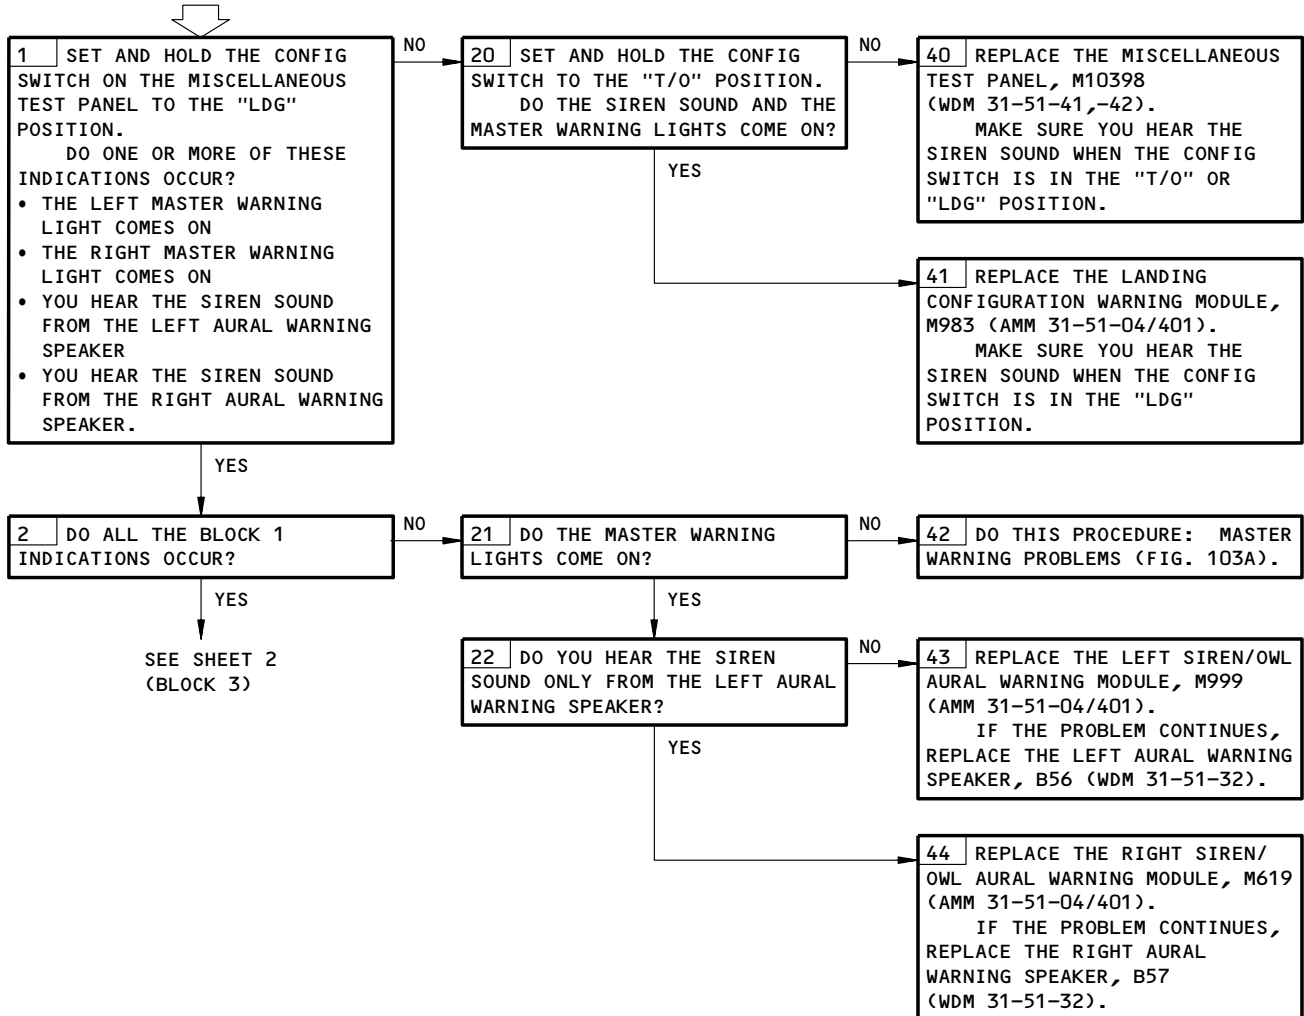 1 SET AND HOLD THE CONFIG
SWITCH ON THE MISCELLANEOUS
TEST PANEL TO THE "LDG"
POSITION.
DO ONE OR MORE OF THESE
INDICATIONS OCCUR?
• THE LEFT MASTER WARNING
LIGHT COMES ON
• THE RIGHT MASTER WARNING
LIGHT COMES ON
• YOU HEAR THE SIREN SOUND
FROM THE LEFT AURAL WARNING
SPEAKER
• YOU HEAR THE SIREN SOUND
FROM THE RIGHT AURAL WARNING
SPEAKER.
NO
20 SET AND HOLD THE CONFIG
SWITCH TO THE "T/O" POSITION.
DO THE SIREN SOUND AND THE
MASTER WARNING LIGHTS COME ON?
NO
40 REPLACE THE MISCELLANEOUS
TEST PANEL, M10398
(WDM 31-51-41,-42).
MAKE SURE YOU HEAR THE
SIREN SOUND WHEN THE CONFIG
SWITCH IS IN THE "T/O" OR
"LDG" POSITION.
YES
41 REPLACE THE LANDING
CONFIGURATION WARNING MODULE,
M983 (AMM 31-51-04/401).
MAKE SURE YOU HEAR THE
SIREN SOUND WHEN THE CONFIG
SWITCH IS IN THE "LDG"
POSITION.
YES
2 DO ALL THE BLOCK 1
INDICATIONS OCCUR?
NO
21 DO THE MASTER WARNING
LIGHTS COME ON?
NO
42 DO THIS PROCEDURE: MASTER
WARNING PROBLEMS (FIG. 103A).
YES
SEE SHEET 2
(BLOCK 3)
YES
22 DO YOU HEAR THE SIREN
SOUND ONLY FROM THE LEFT AURAL
WARNING SPEAKER?
NO
43 REPLACE THE LEFT SIREN/OWL
AURAL WARNING MODULE, M999
(AMM 31-51-04/401).
IF THE PROBLEM CONTINUES,
REPLACE THE LEFT AURAL WARNING
SPEAKER, B56 (WDM 31-51-32).
YES
44 REPLACE THE RIGHT SIREN/
OWL AURAL WARNING MODULE, M619
(AMM 31-51-04/401).
IF THE PROBLEM CONTINUES,
REPLACE THE RIGHT AURAL
WARNING SPEAKER, B57
(WDM 31-51-32).